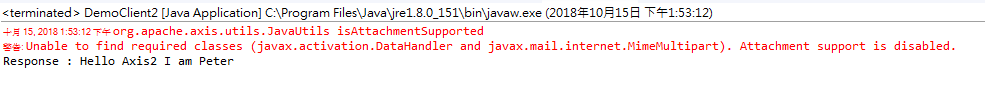 <terminated> DemoClient2 [Java Application] C:\Program Files\Java\jre1.8.0_151\bin\javaw.exe (2018年10月15日 下午1:53:12)
十月 15, 2018 1:53:12 下午 org.apache.axis.utils.JavaUtils isAttachmentSupported
警告: Unable to find required classes (javax.activation.DataHandler and javax.mail.internet.MimeMultipart). Attachment support is disabled.
Response : Hello Axis2 I am Peter